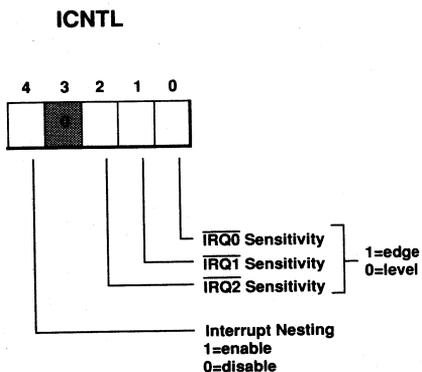 ICNTL
4 3 2 1 0
0
IRQ0 Sensitivity
IRQ1 Sensitivity
IRQ2 Sensitivity
1=edge
0=level
Interrupt Nesting
1=enable
0=disable